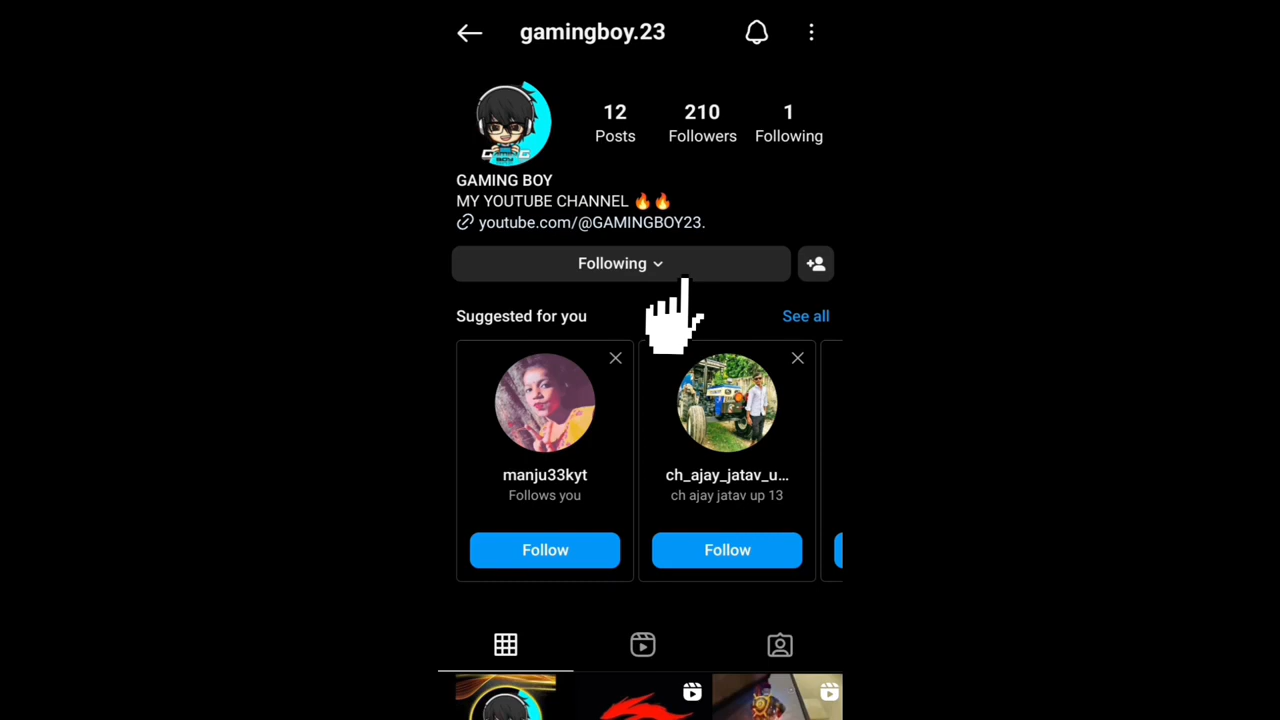 gamingboy.23
12 210 1
Posts Followers Following
GAMING BOY
MY YOUTUBE CHANNEL 🔥🔥
youtube.com/@GAMINGBOY23.
Following
Suggested for you See all
manju33kyt ch_ajay_jatav_u...
Follows you ch ajay jatav up 13
Follow Follow